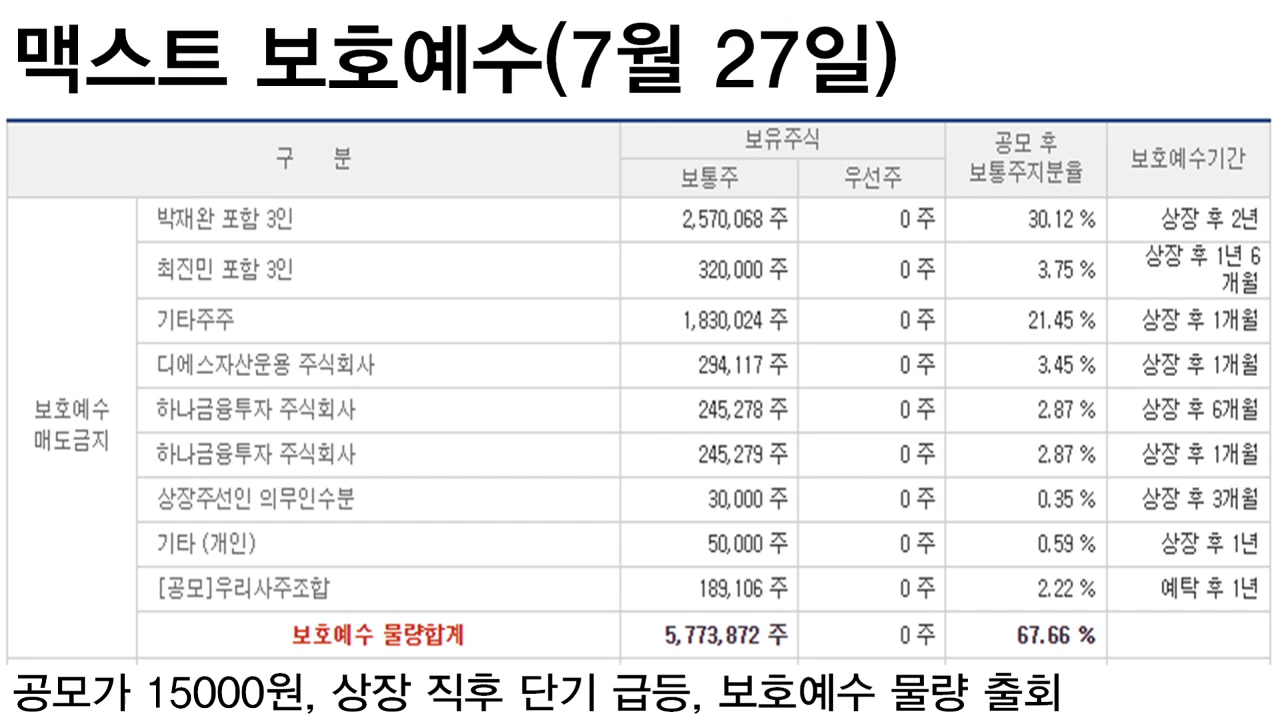 맥스트 보호예수(7월 27일)
구 분 보유주식 공모 후 보통주지분율 보호예수기간
보통주 우선주
보호예수 매도금지
박재완 포함 3인 2,570,068 주 0 주 30.12 % 상장 후 2년
최진민 포함 3인 320,000 주 0 주 3.75 % 상장 후 1년 6개월
기타주주 1,830,024 주 0 주 21.45 % 상장 후 1개월
디에스자산운용 주식회사 294,117 주 0 주 3.45 % 상장 후 1개월
하나금융투자 주식회사 245,278 주 0 주 2.87 % 상장 후 6개월
하나금융투자 주식회사 245,279 주 0 주 2.87 % 상장 후 1개월
상장주선인 의무인수분 30,000 주 0 주 0.35 % 상장 후 3개월
기타 (개인) 50,000 주 0 주 0.59 % 상장 후 1년
[공모]우리사주조합 189,106 주 0 주 2.22 % 예탁 후 1년
보호예수 물량합계 5,773,872 주 0 주 67.66 %
공모가 15000원, 상장 직후 단기 급등, 보호예수 물량 출회